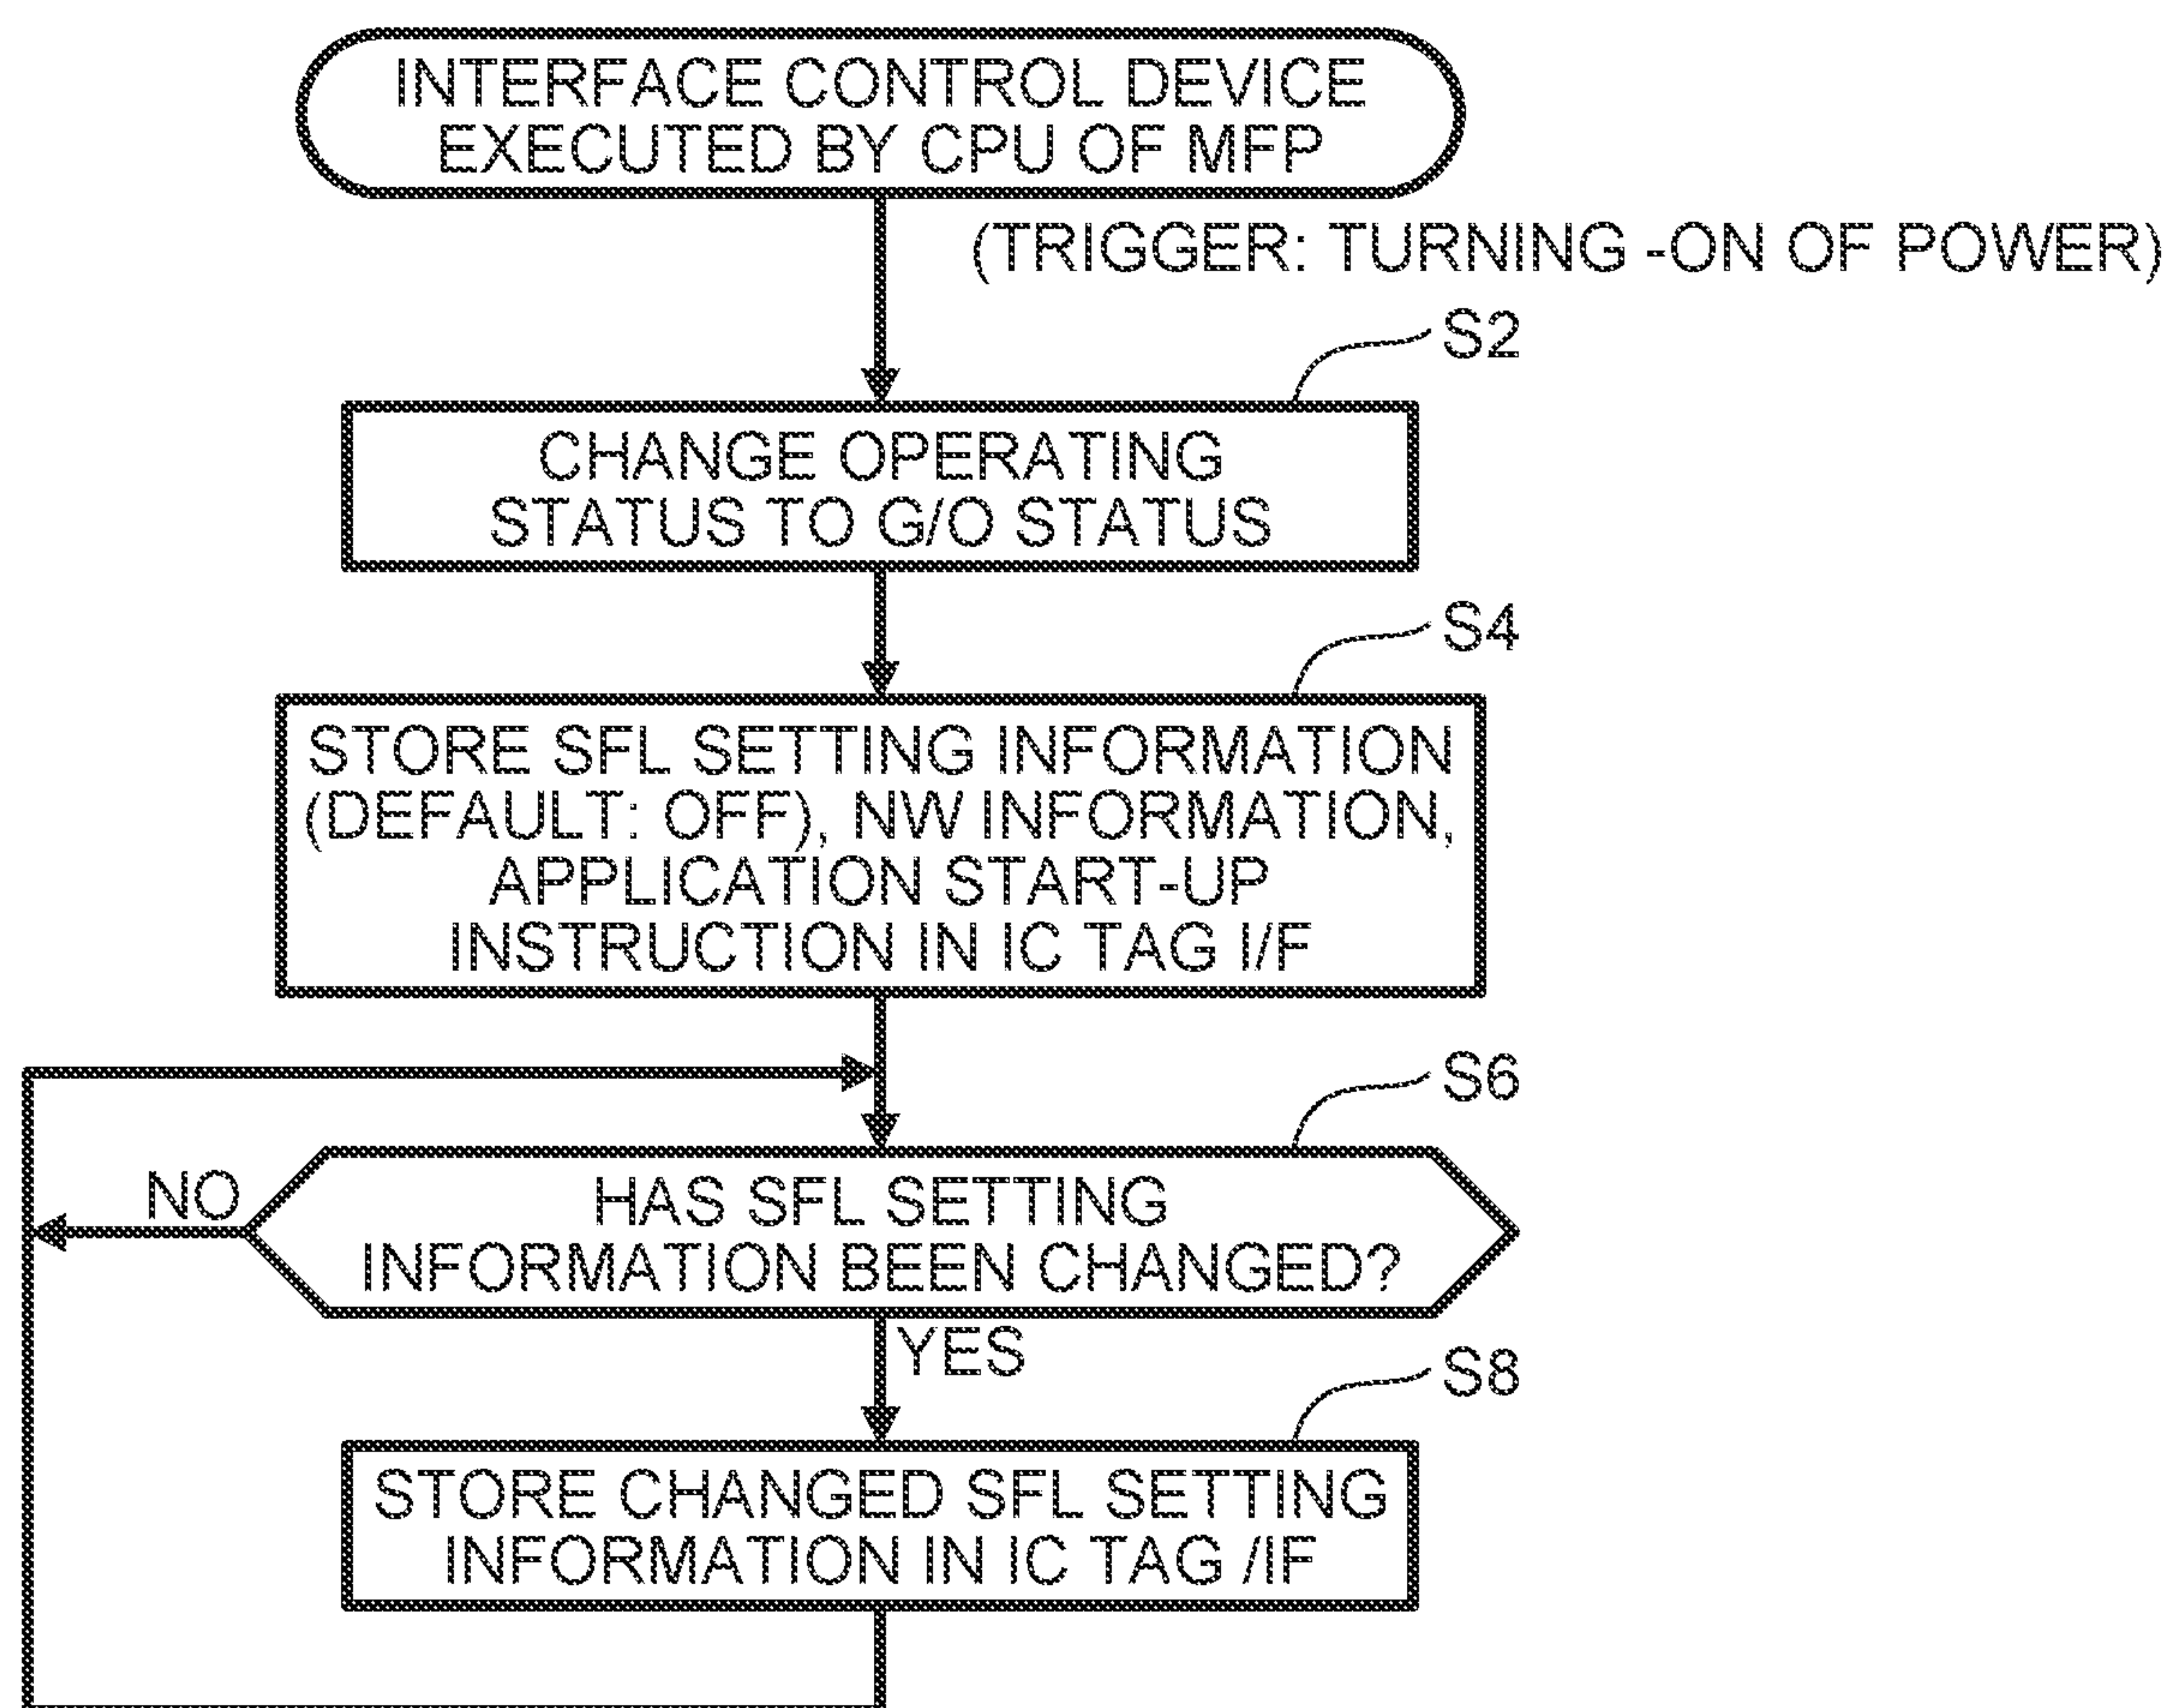 INTERFACE CONTROL DEVICE
EXECUTED BY CPU OF MFP
(TRIGGER: TURNING -ON OF POWER)
S2
CHANGE OPERATING
STATUS TO G/O STATUS
S4
STORE SFL SETTING INFORMATION
(DEFAULT: OFF), NW INFORMATION,
APPLICATION START-UP
INSTRUCTION IN IC TAG I/F
S6
NO
HAS SFL SETTING
INFORMATION BEEN CHANGED?
YES
S8
STORE CHANGED SFL SETTING
INFORMATION IN IC TAG /IF